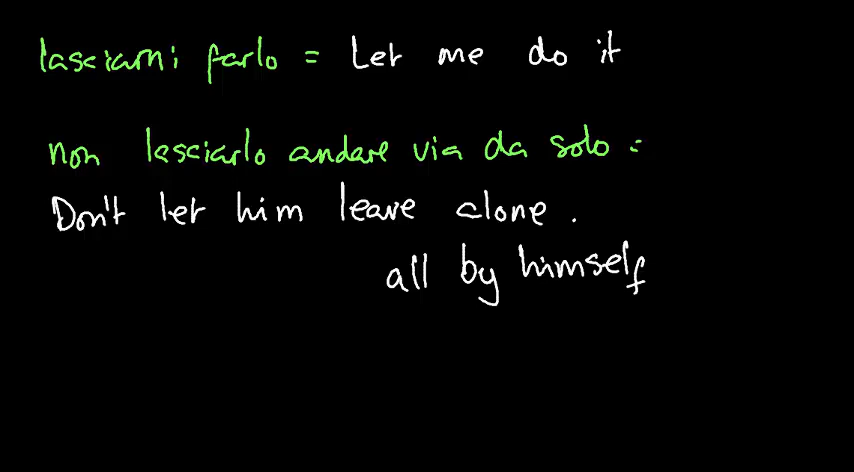 lasciami farlo = Let me do it
non lasciarlo andare via da solo =
Don't let him leave alone.
all by himself